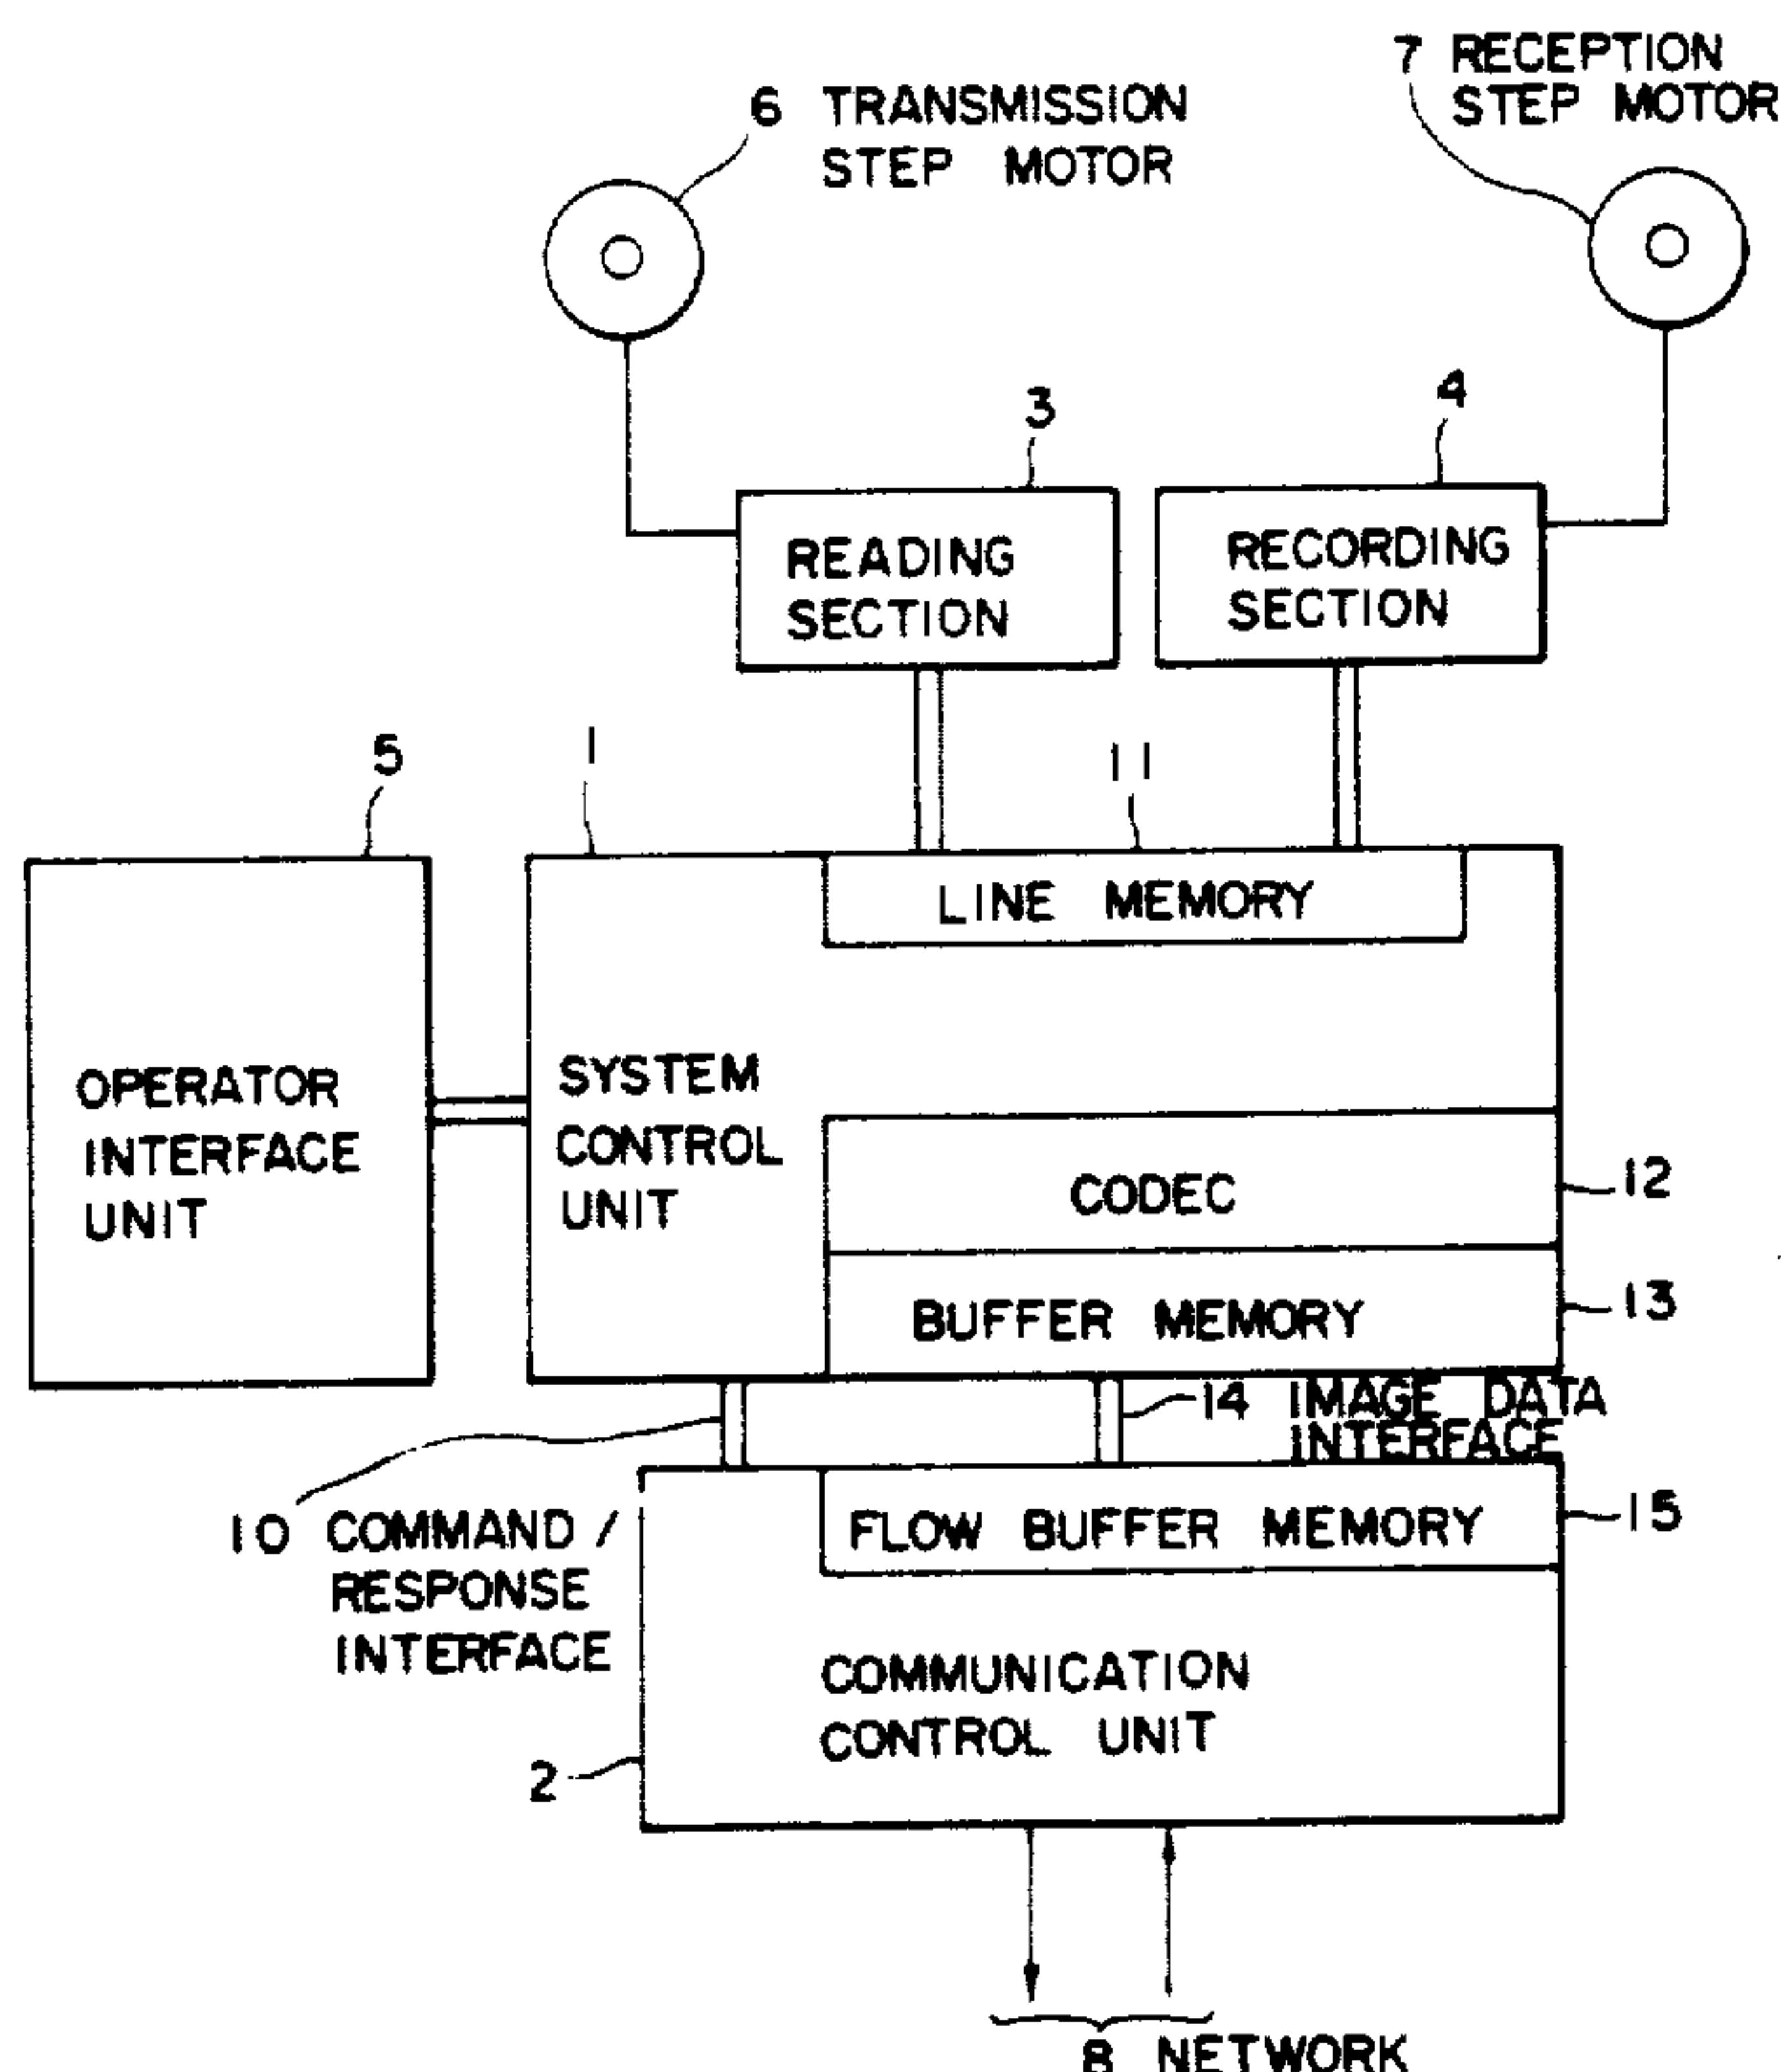 7 RECEPTION
STEP MOTOR
6 TRANSMISSION
STEP MOTOR
3
4
READING
SECTION
RECORDING
SECTION
5
1
11
LINE MEMORY
OPERATOR
INTERFACE
UNIT
SYSTEM
CONTROL
UNIT
CODEC
12
BUFFER MEMORY
13
14 IMAGE DATA
INTERFACE
10 COMMAND /
RESPONSE
INTERFACE
FLOW BUFFER MEMORY
15
COMMUNICATION
CONTROL UNIT
2
8 NETWORK